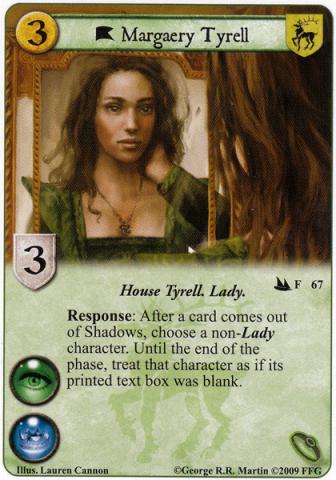 3 Margaery Tyrell
3
House Tyrell. Lady.
F 67
Response: After a card comes out
of Shadows, choose a non-Lady
character. Until the end of the
phase, treat that character as if its
printed text box was blank.
Illus. Lauren Cannon ©George R.R. Martin ©2009 FFG